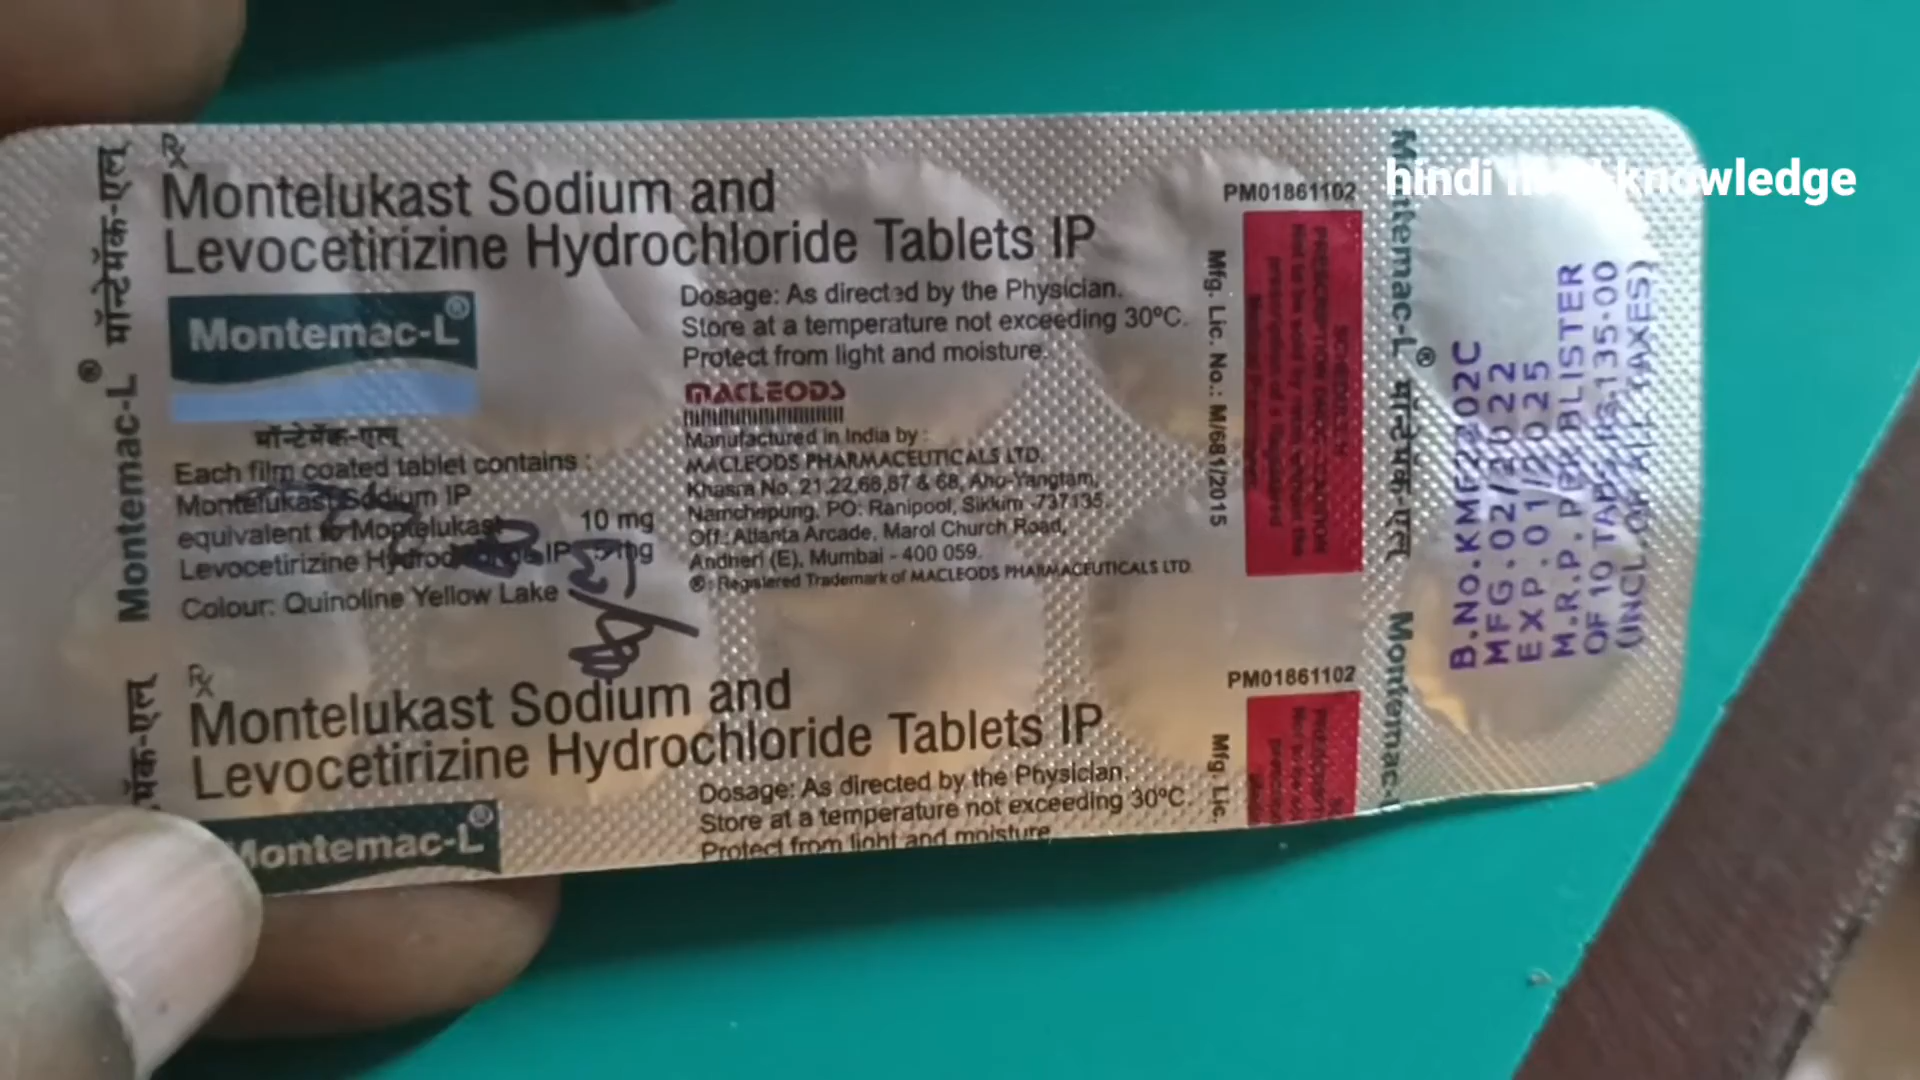 hindi knowledge
मॉन्टेमॅक-एल
Montemac-L®
Rx
Montelukast Sodium and
Levocetirizine Hydrochloride Tablets IP
Montemac-L®
मॉन्टेमॅक-एल
Each film coated tablet contains :
Montelukast Sodium IP
equivalent to Montelukast 10 mg
Levocetirizine IP 5 mg
Colour: Quinoline Yellow Lake
Dosage: As directed by the Physician.
Store at a temperature not exceeding 30ºC.
Protect from light and moisture.
MACLEODS
Manufactured in India by :
MACLEODS PHARMACEUTICALS LTD.
Khasra No. 21,22,66,67 & 68, Aho-Yangtam,
Namchepung, PO: Ranipool, Sikkim -737135.
Off.: Atlanta Arcade, Marol Church Road,
Andheri (E), Mumbai - 400 059.
® : Registered Trademark of MACLEODS PHARMACEUTICALS LTD.
PM01861102
Mfg. Lic. No.: M/681/2015
Montemac-L® मॉन्टेमॅक-एल
B.No.KME2202C
MFG.02/2022
EXP.01/2025
M.R.P. PER BLISTER
OF 10 TABS. RS.135-00
(INCL. OF ALL TAXES)
मॅक-एल
Rx
Montelukast Sodium and
Levocetirizine Hydrochloride Tablets IP
Montemac-L®
Dosage: As directed by the Physician.
Store at a temperature not exceeding 30ºC.
Protect from light and moisture
PM01861102
Mfg. Lic.
Montemac-